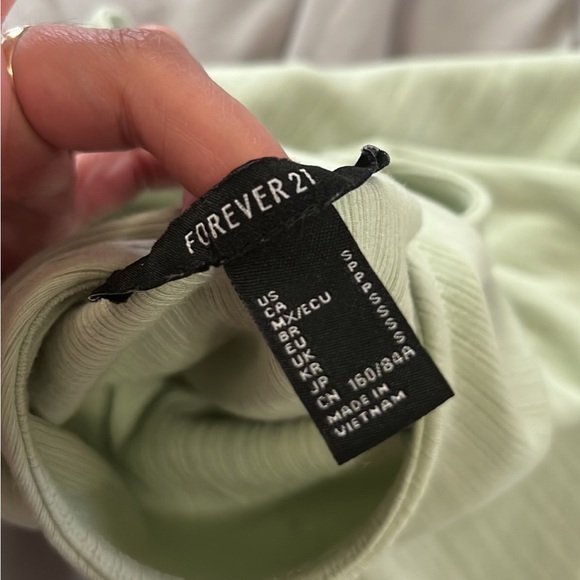 FOREVER 21
US S
CA P
MX/ECU P
BR P
EU S
UK S
KR S
JP S
CN 160/84A
MADE IN
VIETNAM